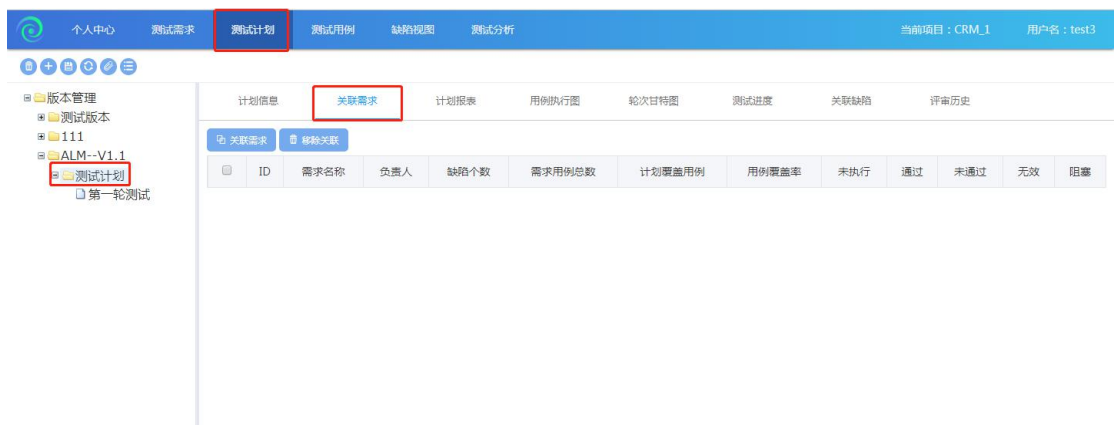 个人中心 测试需求 测试计划 测试用例 缺陷视图 测试分析 当前项目：CRM_1 用户名：test3
版本管理
测试版本
111
ALM--V1.1
测试计划
第一轮测试
计划信息 关联需求 计划报表 用例执行图 轮次甘特图 测试进度 关联缺陷 评审历史
关联需求 移除关联
ID 需求名称 负责人 缺陷个数 需求用例总数 计划覆盖用例 用例覆盖率 未执行 通过 未通过 无效 阻塞